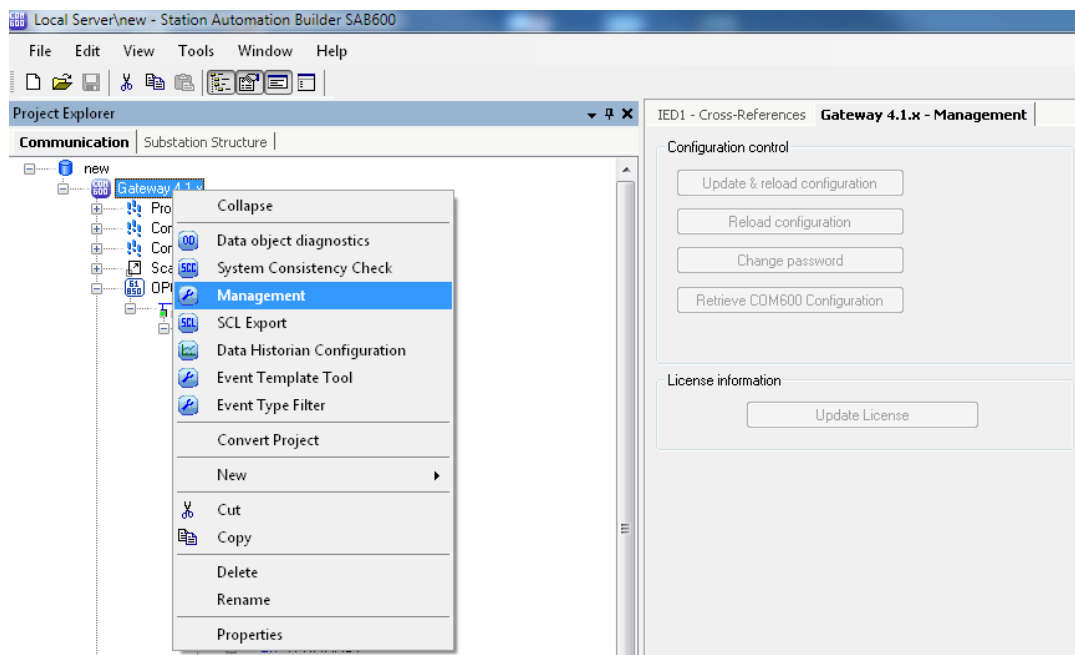 Local Server\new - Station Automation Builder SAB600
File Edit View Tools Window Help
Project Explorer
Communication Substation Structure
new
Gateway 4.1.x
Collapse
Data object diagnostics
System Consistency Check
Management
SCL Export
Data Historian Configuration
Event Template Tool
Event Type Filter
Convert Project
New
Cut
Copy
Delete
Rename
Properties
IED1 - Cross-References Gateway 4.1.x - Management
Configuration control
Update & reload configuration
Reload configuration
Change password
Retrieve COM600 Configuration
License information
Update License